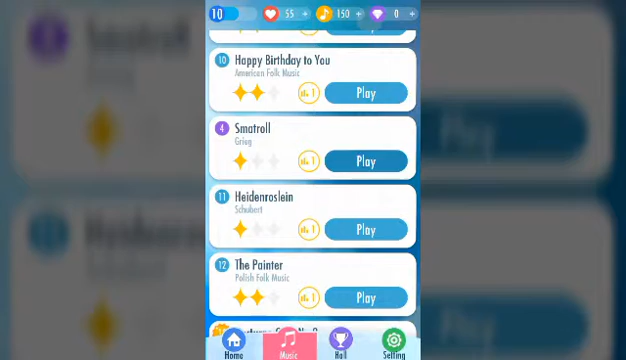 10 55 + 150 + 0 +
10 Happy Birthday to You
American Folk Music
1 Play
4 Smatroll
Grieg
1 Play
11 Heidenroslein
Schubert
1 Play
12 The Painter
Polish Folk Music
1 Play
Home Music Hall Setting